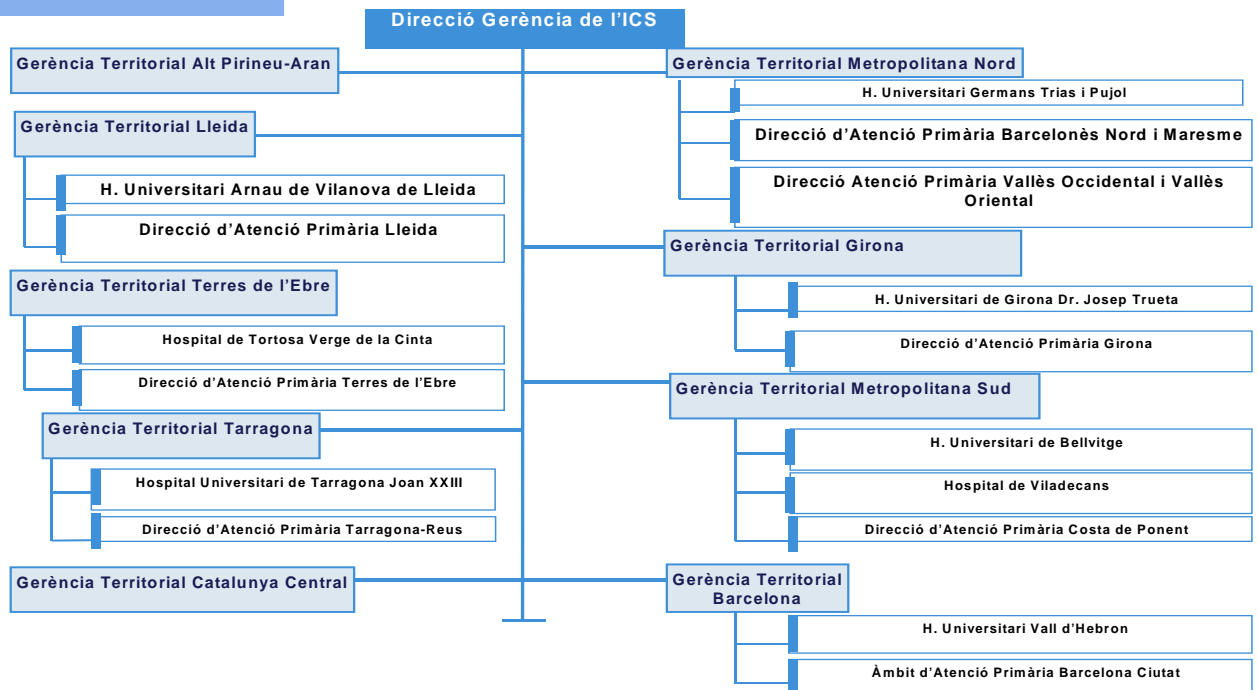 Direcció Gerència de l’ICS
Gerència Territorial Alt Pirineu-Aran
Gerència Territorial Lleida
H. Universitari Arnau de Vilanova de Lleida
Direcció d’Atenció Primària Lleida
Gerència Territorial Terres de l’Ebre
Hospital de Tortosa Verge de la Cinta
Direcció d’Atenció Primària Terres de l’Ebre
Gerència Territorial Tarragona
Hospital Universitari de Tarragona Joan XXIII
Direcció d’Atenció Primària Tarragona-Reus
Gerència Territorial Catalunya Central
Gerència Territorial Metropolitana Nord
H. Universitari Germans Trias i Pujol
Direcció d’Atenció Primària Barcelonès Nord i Maresme
Direcció Atenció Primària Vallès Occidental i Vallès
Oriental
Gerència Territorial Girona
H. Universitari de Girona Dr. Josep Trueta
Direcció d’Atenció Primària Girona
Gerència Territorial Metropolitana Sud
H. Universitari de Bellvitge
Hospital de Viladecans
Direcció d’Atenció Primària Costa de Ponent
Gerència Territorial
Barcelona
H. Universitari Vall d’Hebron
Àmbit d’Atenció Primària Barcelona Ciutat